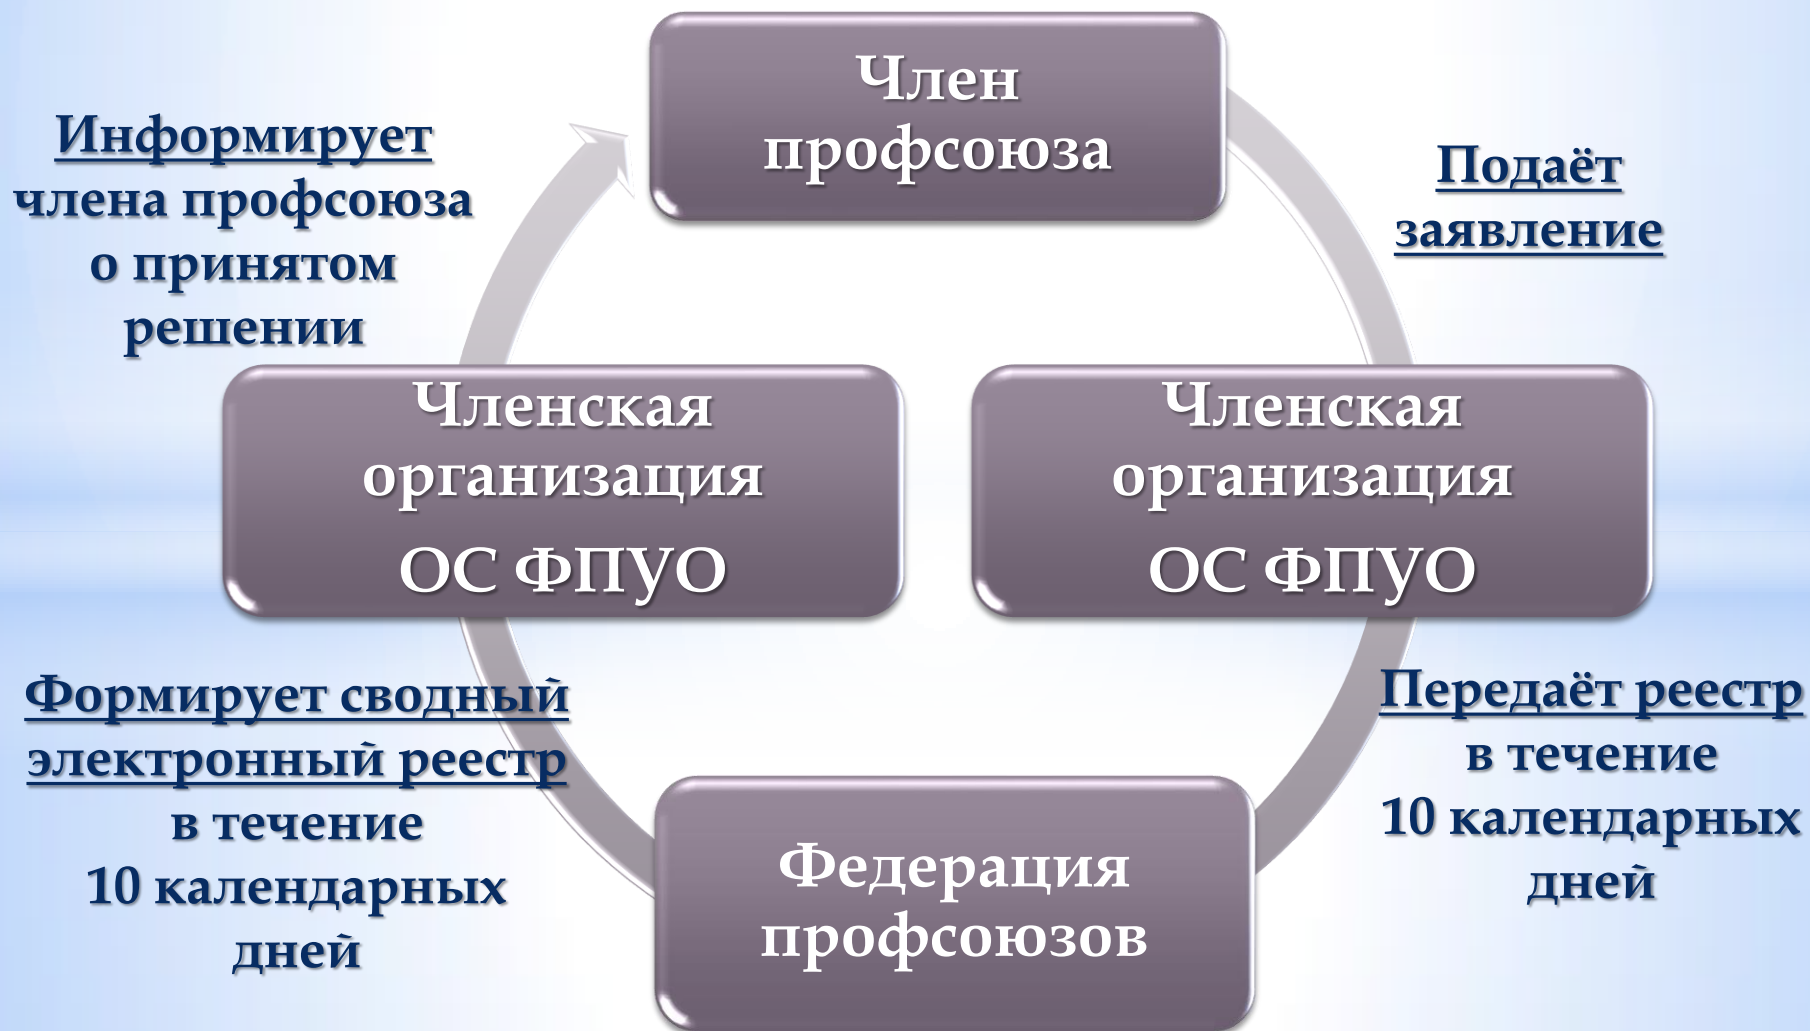 Член
профсоюза
Информирует
члена профсоюза
о принятом
решении
Подаёт
заявление
Членская
организация
ОС ФПУО
Членская
организация
ОС ФПУО
Формирует сводный
электронный реестр
в течение
10 календарных
дней
Передаёт реестр
в течение
10 календарных
дней
Федерация
профсоюзов